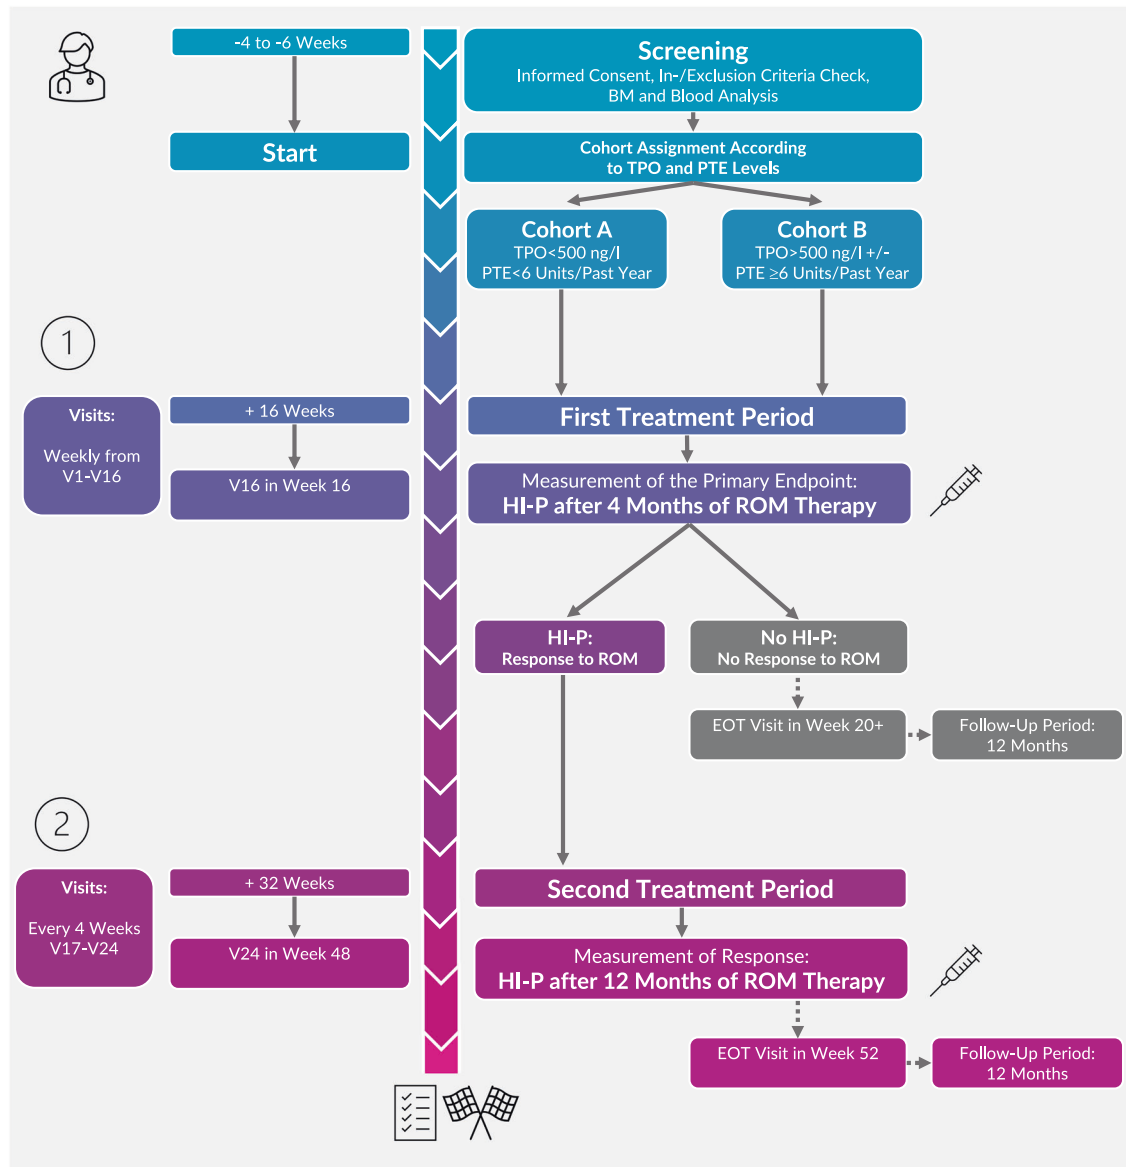 -4 to -6 Weeks
Start
Screening
Informed Consent, In-/Exclusion Criteria Check,
BM and Blood Analysis
Cohort Assignment According
to TPO and PTE Levels
Cohort A
TPO<500 ng/l
PTE<6 Units/Past Year
Cohort B
TPO>500 ng/l +/-
PTE ≥6 Units/Past Year
1
Visits:
Weekly from
V1-V16
+ 16 Weeks
V16 in Week 16
First Treatment Period
Measurement of the Primary Endpoint:
HI-P after 4 Months of ROM Therapy
HI-P:
Response to ROM
No HI-P:
No Response to ROM
EOT Visit in Week 20+
Follow-Up Period:
12 Months
2
Visits:
Every 4 Weeks
V17-V24
+ 32 Weeks
V24 in Week 48
Second Treatment Period
Measurement of Response:
HI-P after 12 Months of ROM Therapy
EOT Visit in Week 52
Follow-Up Period:
12 Months